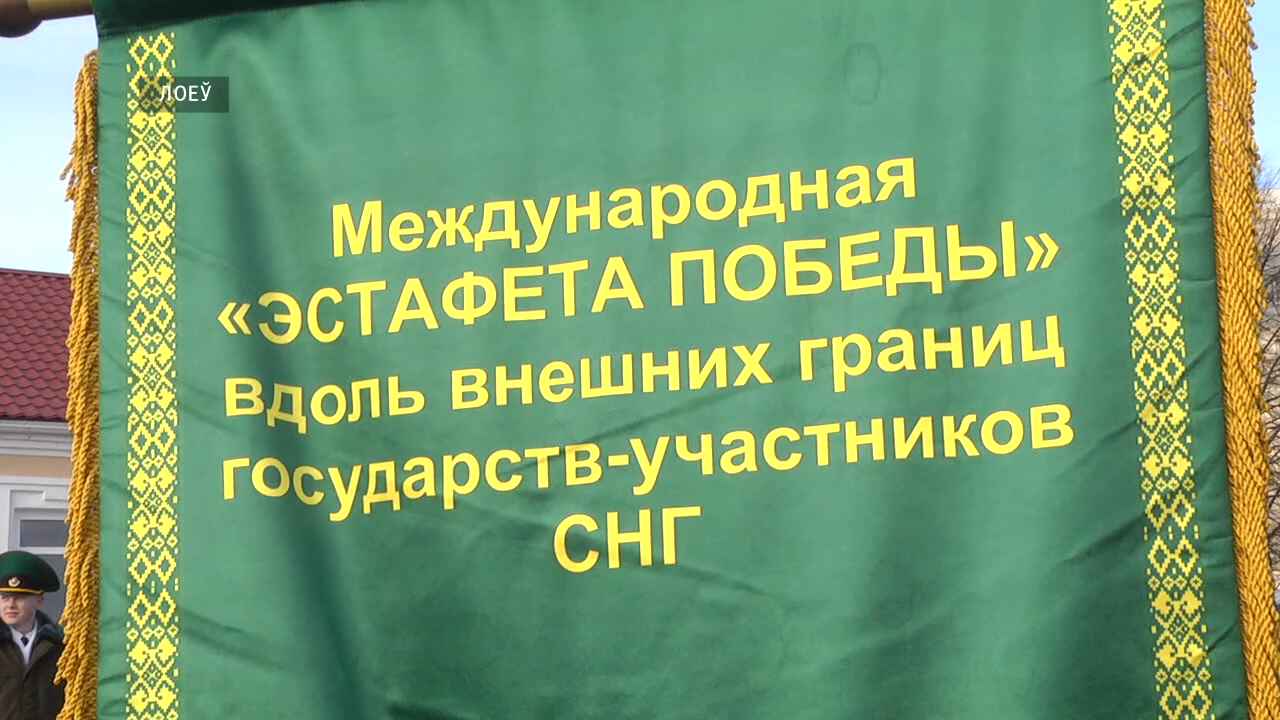 ЛОЕЎ
Международная
«ЭСТАФЕТА ПОБЕДЫ»
вдоль внешних границ
государств-участников
СНГ